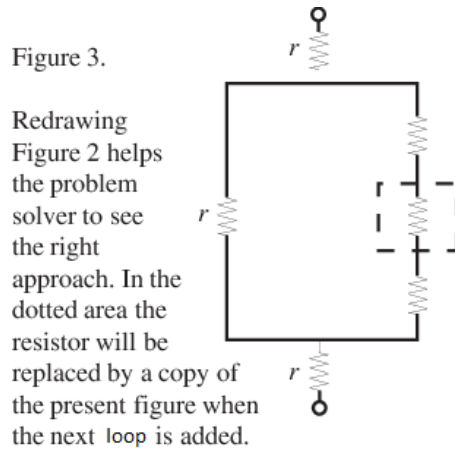 Figure 3.
r
Redrawing
Figure 2 helps
the problem
solver to see
r
the right
approach. In the
dotted area the
resistor will be
replaced by a copy of
r
the present figure when
the next loop is added.